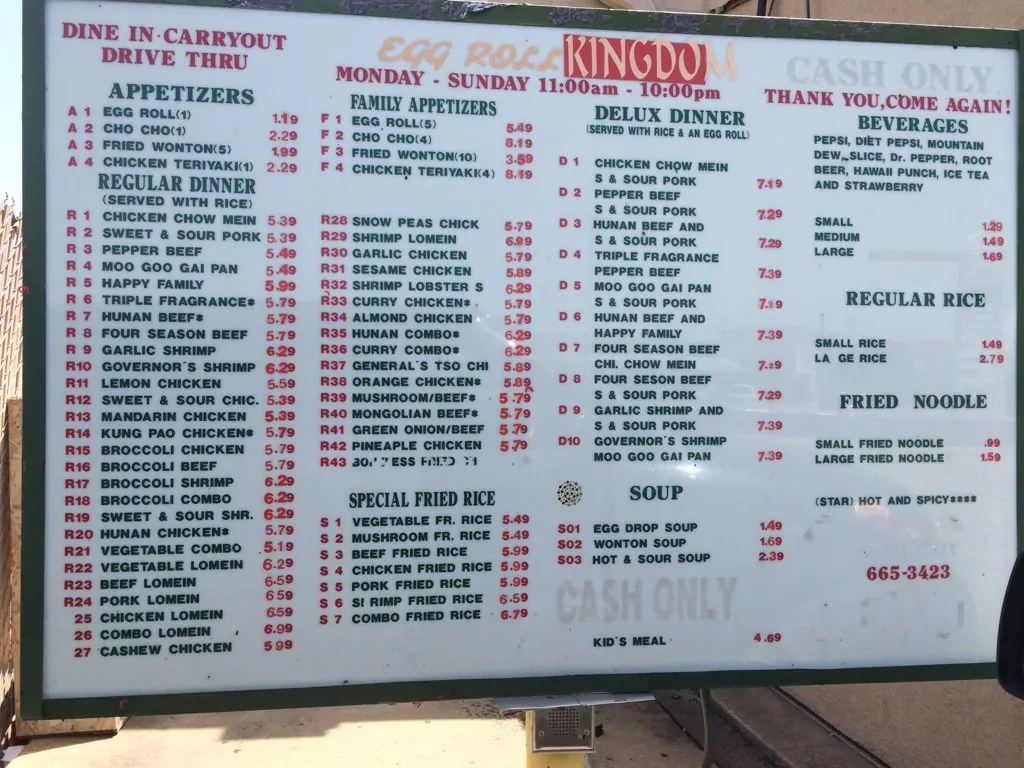 DINE IN·CARRYOUT
DRIVE THRU
EGG ROLL KINGDOM
MONDAY - SUNDAY 11:00am - 10:00pm
CASH ONLY
THANK YOU,COME AGAIN!
APPETIZERS
A 1 EGG ROLL(1) 1.19
A 2 CHO CHO(1) 2.29
A 3 FRIED WONTON(5) 1.99
A 4 CHICKEN TERIYAKI(1) 2.29
REGULAR DINNER
(SERVED WITH RICE)
R 1 CHICKEN CHOW MEIN 5.39
R 2 SWEET & SOUR PORK 5.39
R 3 PEPPER BEEF 5.49
R 4 MOO GOO GAI PAN 5.49
R 5 HAPPY FAMILY 5.99
R 6 TRIPLE FRAGRANCE* 5.79
R 7 HUNAN BEEF* 5.79
R 8 FOUR SEASON BEEF 5.79
R 9 GARLIC SHRIMP 6.29
R10 GOVERNOR'S SHRIMP 6.29
R11 LEMON CHICKEN 5.59
R12 SWEET & SOUR CHIC. 5.39
R13 MANDARIN CHICKEN 5.39
R14 KUNG PAO CHICKEN* 5.79
R15 BROCCOLI CHICKEN 5.79
R16 BROCCOLI BEEF 5.79
R17 BROCCOLI SHRIMP 6.29
R18 BROCCOLI COMBO 6.29
R19 SWEET & SOUR SHR. 6.29
R20 HUNAN CHICKEN* 5.79
R21 VEGETABLE COMBO 5.19
R22 VEGETABLE LOMEIN 6.29
R23 BEEF LOMEIN 6.59
R24 PORK LOMEIN 6.59
25 CHICKEN LOMEIN 6.59
26 COMBO LOMEIN 6.99
27 CASHEW CHICKEN 5 99
FAMILY APPETIZERS
F 1 EGG ROLL(5) 5.49
F 2 CHO CHO(4) 8.19
F 3 FRIED WONTON(10) 3.59
F 4 CHICKEN TERIYAKI(4) 8.19
R28 SNOW PEAS CHICK 5.79
R29 SHRIMP LOMEIN 6.99
R30 GARLIC CHICKEN 5.79
R31 SESAME CHICKEN 5.89
R32 SHRIMP LOBSTER S 6.29
R33 CURRY CHICKEN* 5.79
R34 ALMOND CHICKEN 5.79
R35 HUNAN COMBO* 6.29
R36 CURRY COMBO* 6.29
R37 GENERAL'S TSO CHI 5.89
R38 ORANGE CHICKEN* 5.89
R39 MUSHROOM/BEEF* 5.79
R40 MONGOLIAN BEEF* 5.79
R41 GREEN ONION/BEEF 5.79
R42 PINEAPLE CHICKEN 5.79
R43
SPECIAL FRIED RICE
S 1 VEGETABLE FR. RICE 5.49
S 2 MUSHROOM FR. RICE 5.49
S 3 BEEF FRIED RICE 5.99
S 4 CHICKEN FRIED RICE 5.99
S 5 PORK FRIED RICE 5.99
S 6 S RIMP FRIED RICE 6.59
S 7 COMBO FRIED RICE 6.79
DELUX DINNER
(SERVED WITH RICE & AN EGG ROLL)
D 1 CHICKEN CHOW MEIN
S & SOUR PORK 7.19
D 2 PEPPER BEEF
S & SOUR PORK 7.29
D 3 HUNAN BEEF AND
S & SOUR PORK 7.29
D 4 TRIPLE FRAGRANCE
PEPPER BEEF 7.39
D 5 MOO GOO GAI PAN
S & SOUR PORK
D 6 HUNAN BEEF AND
HAPPY FAMILY 7.39
D 7 FOUR SEASON BEEF
CHI. CHOW MEIN
D 8 FOUR SESON BEEF
S & SOUR PORK 7.29
D 9 GARLIC SHRIMP AND
S & SOUR PORK 7.39
D10 GOVERNOR'S SHRIMP
MOO GOO GAI PAN 7.39
SOUP
S01 EGG DROP SOUP 1.49
S02 WONTON SOUP 1.69
S03 HOT & SOUR SOUP 2.39
CASH ONLY
KID'S MEAL 4.69
BEVERAGES
PEPSI, DIET PEPSI, MOUNTAIN
DEW, SLICE, Dr. PEPPER, ROOT
BEER, HAWAII PUNCH, ICE TEA
AND STRAWBERRY
SMALL 1.29
MEDIUM 1.49
LARGE 1.69
REGULAR RICE
SMALL RICE 1.49
LA GE RICE 2.79
FRIED NOODLE
SMALL FRIED NOODLE .99
LARGE FRIED NOODLE 1.59
(STAR) HOT AND SPICY****
665-3423